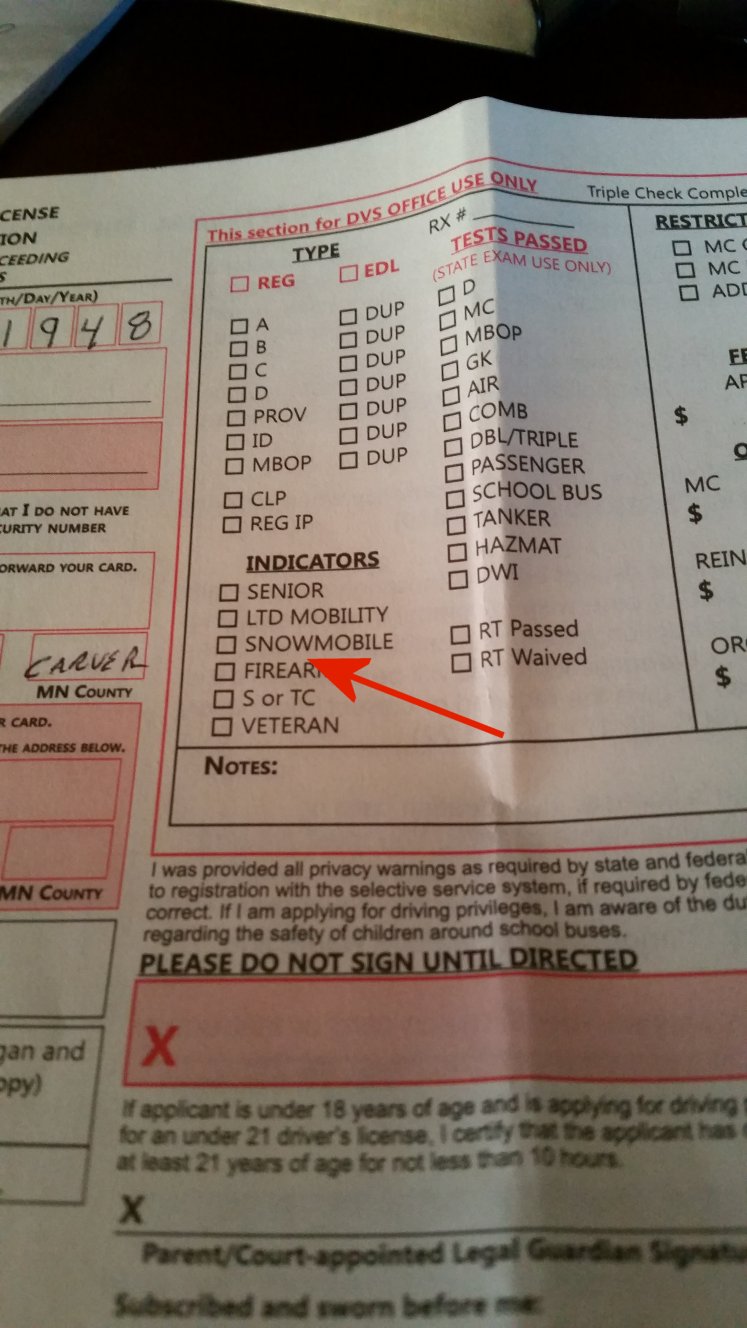 CENSE
ION
CEEDING
S
TH/DAY/YEAR)
1948
AT I DO NOT HAVE
CURITY NUMBER
ORWARD YOUR CARD.
CARVER
MN COUNTY
R CARD.
THE ADDRESS BELOW.
MN COUNTY
gan and
opy)
This section for DVS OFFICE USE ONLY
Triple Check Comple
RX #
TYPE
REG
EDL
A
DUP
B
DUP
C
DUP
D
DUP
PROV
DUP
ID
DUP
MBOP
DUP
CLP
REG IP
INDICATORS
SENIOR
LTD MOBILITY
SNOWMOBILE
FIREAR
S or TC
VETERAN
TESTS PASSED
(STATE EXAM USE ONLY)
D
MC
MBOP
GK
AIR
COMB
DBL/TRIPLE
PASSENGER
SCHOOL BUS
TANKER
HAZMAT
DWI
RT Passed
RT Waived
RESTRICT
MC
MC
ADD
FE
AP
$
O
MC
$
REIN
$
ORG
$
NOTES:
I was provided all privacy warnings as required by state and federa
to registration with the selective service system, if required by fede
correct. If I am applying for driving privileges, I am aware of the du
regarding the safety of children around school buses.
PLEASE DO NOT SIGN UNTIL DIRECTED
X
If applicant is under 18 years of age and is applying for driving
for an under 21 driver's license, I certify that the applicant has
at least 21 years of age for not less than 10 hours.
X
Parent/Court-appointed Legal Guardian Signatu
Subscribed and sworn before me: